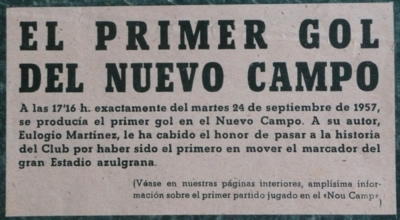 EL PRIMER GOL
DEL NUEVO CAMPO
A las 17'16 h. exactamente del martes 24 de septiembre de 1957,
se producía el primer gol en el Nuevo Campo. A su autor,
Eulogio Martínez, le ha cabido el honor de pasar a la historia
del Club por haber sido el primero en mover el marcador del
gran Estadio azulgrana.
(Véase en nuestras páginas interiores, amplísima infor-
mación sobre el primer partido jugado en el «Nou Camp»)